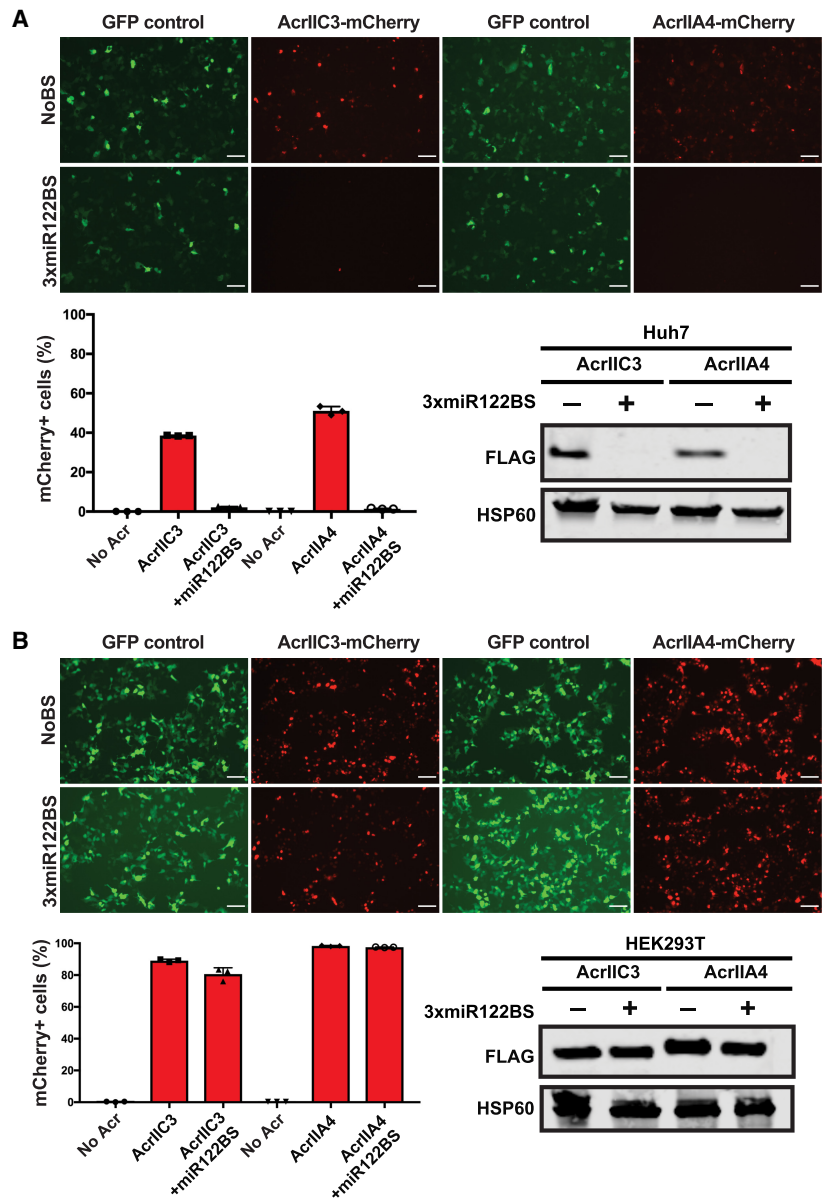 A
GFP control AcrIIC3-mCherry GFP control AcrIIA4-mCherry
NoBS
3xmiR122BS
mCherry+ cells (%)
100
80
60
40
20
0
No Acr
AcrIIC3
AcrIIC3
+miR122BS
No Acr
AcrIIA4
AcrIIA4
+miR122BS
Huh7
AcrIIC3 AcrIIA4
3xmiR122BS – + – +
FLAG
HSP60
B
GFP control AcrIIC3-mCherry GFP control AcrIIA4-mCherry
NoBS
3xmiR122BS
mCherry+ cells (%)
100
80
60
40
20
0
No Acr
AcrIIC3
AcrIIC3
+miR122BS
No Acr
AcrIIA4
AcrIIA4
+miR122BS
HEK293T
AcrIIC3 AcrIIA4
3xmiR122BS – + – +
FLAG
HSP60